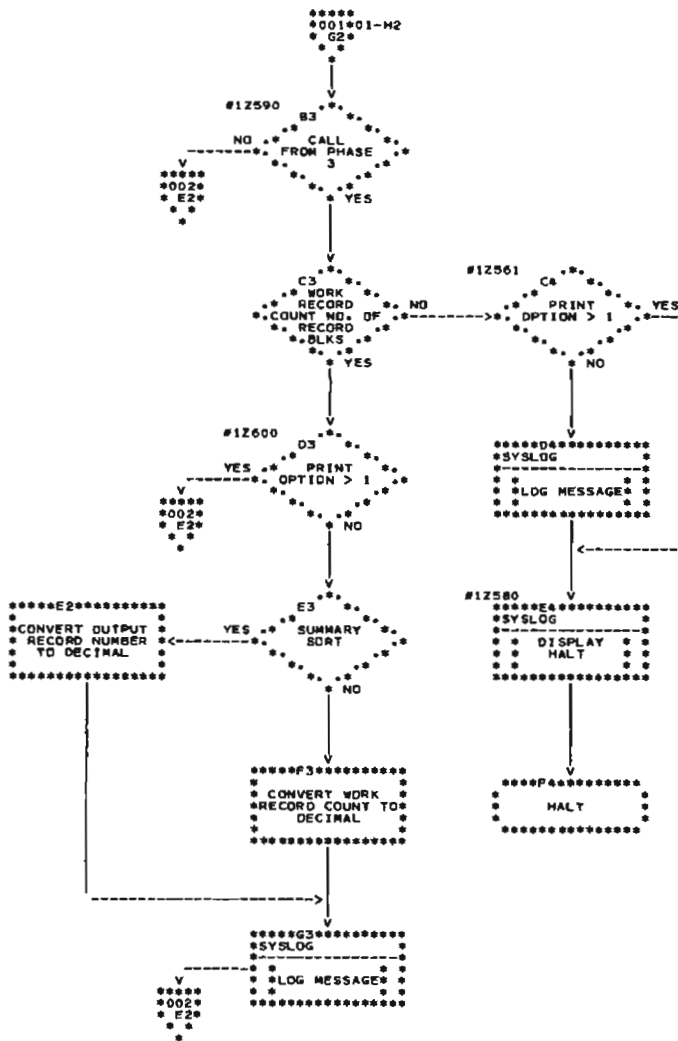 *001*01-H2
G2
#1Z590
B3
CALL
FROM PHASE
3
NO
YES
*002*
E2
C3
WORK
RECORD
COUNT NO. OF
RECORD
BLKS
NO
YES
#1Z561
C4
PRINT
OPTION > 1
YES
NO
#1Z600
D3
PRINT
OPTION > 1
YES
NO
*002*
E2
D4
SYSLOG
LOG MESSAGE
E2
CONVERT OUTPUT
RECORD NUMBER
TO DECIMAL
E3
SUMMARY
SORT
YES
NO
#1Z580
E4
SYSLOG
DISPLAY
HALT
F3
CONVERT WORK
RECORD COUNT TO
DECIMAL
F4
HALT
G3
SYSLOG
LOG MESSAGE
*002*
E2